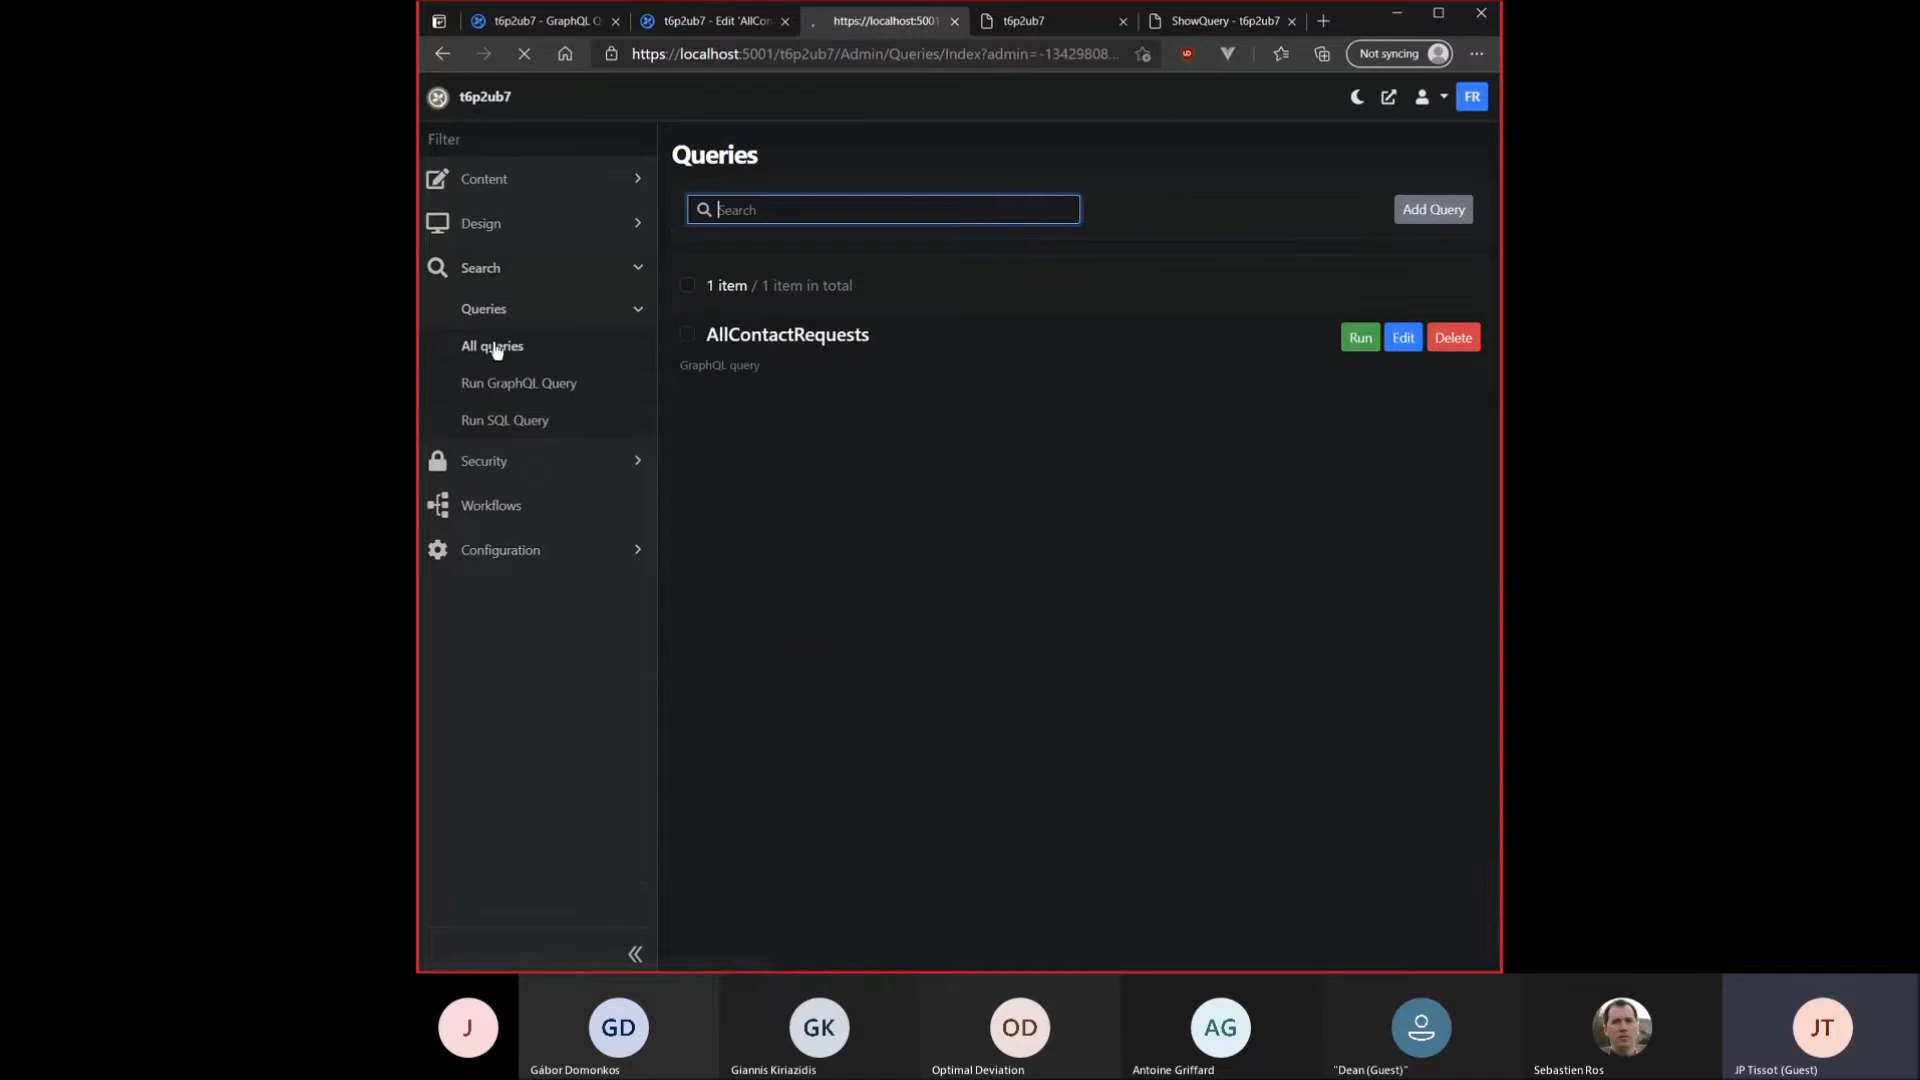 t6p2ub7 - GraphQL Q
t6p2ub7 - Edit 'AllCon
https://localhost:5001
t6p2ub7
ShowQuery - t6p2ub7
https://localhost:5001/t6p2ub7/Admin/Queries/Index?admin=-13429808...
Not syncing
t6p2ub7
FR
Filter
Content
Design
Search
Queries
All queries
Run GraphQL Query
Run SQL Query
Security
Workflows
Configuration
Queries
Search
Add Query
1 item / 1 item in total
AllContactRequests
Run
Edit
Delete
GraphQL query
J
GD
GK
OD
AG
JT
Gábor Domonkos
Giannis Kiriazidis
Optimal Deviation
Antoine Griffard
"Dean (Guest)"
Sebastien Ros
JP Tissot (Guest)